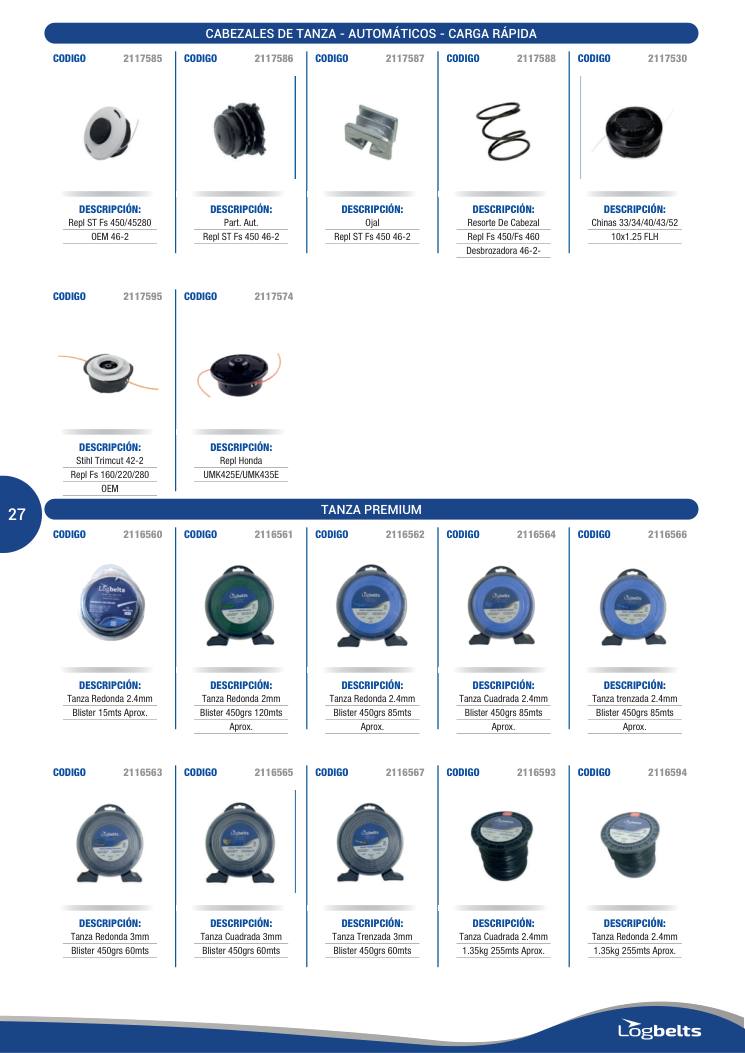 CABEZALES DE TANZA - AUTOMÁTICOS - CARGA RÁPIDA
CODIGO 2117585
DESCRIPCIÓN:
Repl ST Fs 450/45280
OEM 46-2
CODIGO 2117586
DESCRIPCIÓN:
Part. Aut.
Repl ST Fs 450 46-2
CODIGO 2117587
DESCRIPCIÓN:
Ojal
Repl ST Fs 450 46-2
CODIGO 2117588
DESCRIPCIÓN:
Resorte De Cabezal
Repl Fs 450/Fs 460
Desbrozadora 46-2-
CODIGO 2117530
DESCRIPCIÓN:
Chinas 33/34/40/43/52
10x1.25 FLH
CODIGO 2117595
DESCRIPCIÓN:
Stihl Trimcut 42-2
Repl Fs 160/220/280
OEM
CODIGO 2117574
DESCRIPCIÓN:
Repl Honda
UMK425E/UMK435E
27
TANZA PREMIUM
CODIGO 2116560
Logbelts
DESCRIPCIÓN:
Tanza Redonda 2.4mm
Blister 15mts Aprox.
CODIGO 2116561
Logbelts
DESCRIPCIÓN:
Tanza Redonda 2mm
Blister 450grs 120mts
Aprox.
CODIGO 2116562
Logbelts
DESCRIPCIÓN:
Tanza Redonda 2.4mm
Blister 450grs 85mts
Aprox.
CODIGO 2116564
Logbelts
DESCRIPCIÓN:
Tanza Cuadrada 2.4mm
Blister 450grs 85mts
Aprox.
CODIGO 2116566
Logbelts
DESCRIPCIÓN:
Tanza trenzada 2.4mm
Blister 450grs 85mts
Aprox.
CODIGO 2116563
Logbelts
DESCRIPCIÓN:
Tanza Redonda 3mm
Blister 450grs 60mts
CODIGO 2116565
Logbelts
DESCRIPCIÓN:
Tanza Cuadrada 3mm
Blister 450grs 60mts
CODIGO 2116567
Logbelts
DESCRIPCIÓN:
Tanza Trenzada 3mm
Blister 450grs 60mts
CODIGO 2116593
DESCRIPCIÓN:
Tanza Cuadrada 2.4mm
1.35kg 255mts Aprox.
CODIGO 2116594
DESCRIPCIÓN:
Tanza Redonda 2.4mm
1.35kg 255mts Aprox.
Logbelts